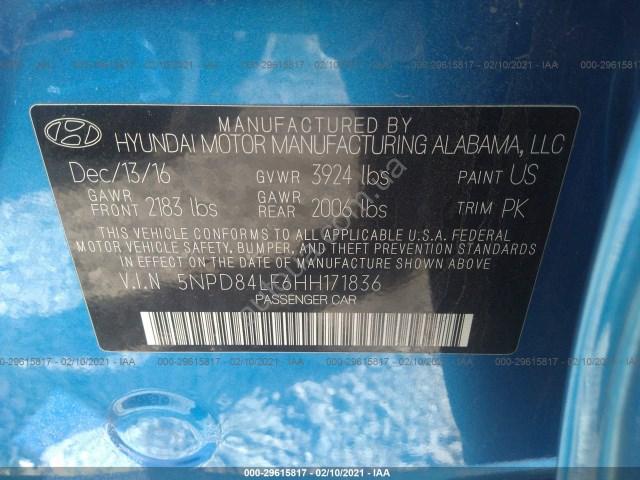 000-29615817 - 02/10/2021 - IAA
MANUFACTURED BY
HYUNDAI MOTOR MANUFACTURING ALABAMA, LLC
Dec/13/16 GVWR 3924 lbs PAINT US
GAWR FRONT 2183 lbs GAWR REAR 2006 lbs TRIM PK
THIS VEHICLE CONFORMS TO ALL APPLICABLE U.S.A. FEDERAL
MOTOR VEHICLE SAFETY, BUMPER, AND THEFT PREVENTION STANDARDS
IN EFFECT ON THE DATE OF MANUFACTURE SHOWN ABOVE.
V.I.N 5NPD84LF6HH171836
PASSENGER CAR
000-29615817 - 02/10/2021 - IAA
000-29615817 - 02/10/2021 - IAA